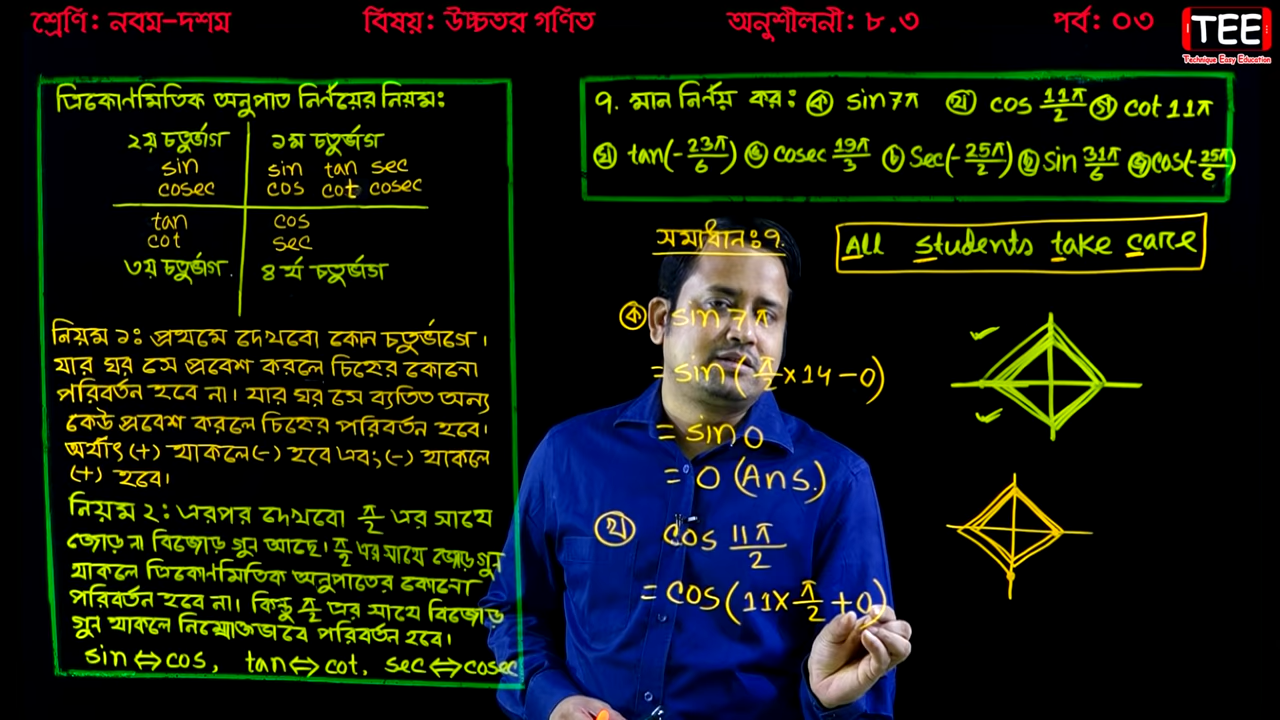 শ্রেণি: নবম-দশম বিষয়: উচ্চতর গণিত অনুশীলনী: ৮.৩ পর্ব: ০৩
TEE
Technique Easy Education
ত্রিকোণমিতিক অনুপাত নির্ণয়ের নিয়ম:
২য় চতুর্ভাগ ১ম চতুর্ভাগ
sin sin tan sec
cosec cos cot cosec
tan cos
cot sec
৩য় চতুর্ভাগ. ৪র্থ চতুর্ভাগ
নিয়ম ১: প্রথমে দেখবো কোন চতুর্ভাগে।
যার ঘর সে প্রবেশ করলে চিহ্নের কোনো
পরিবর্তন হবে না। যার ঘর সে ব্যতিত অন্য
কেউ প্রবেশ করলে চিহ্নের পরিবর্তন হবে।
অর্থাৎ (+) থাকলে (-) হবে এবং (-) থাকলে
(+) হবে।
নিয়ম ২: এরপর দেখবো π/2 এর সাথে
জোড় না বিজোড় গুন আছে। π/2 এর সাথে জোড় গুন
থাকলে ত্রিকোণমিতিক অনুপাতের কোনো
পরিবর্তন হবে না। কিন্তু π/2 এর সাথে বিজোড়
গুন থাকলে নিম্মোক্তভাবে পরিবর্তন হবে।
sin⇔cos, tan⇔cot, sec⇔cosec
৭. মান নির্ণয় কর: ক sin 7π খ cos 11π/2 গ cot 11π
ঘ tan(-23π/6) ঙ cosec 19π/3 চ Sec(-25π/2) ছ sin 31π/6 জ cos(-25π/6)
সমাধান: ৭.
All students take care
ক sin 7π
= sin (π/2 × 14 - 0)
= sin 0
= 0 (Ans.)
খ cos 11π/2
= cos (11 × π/2 + 0)